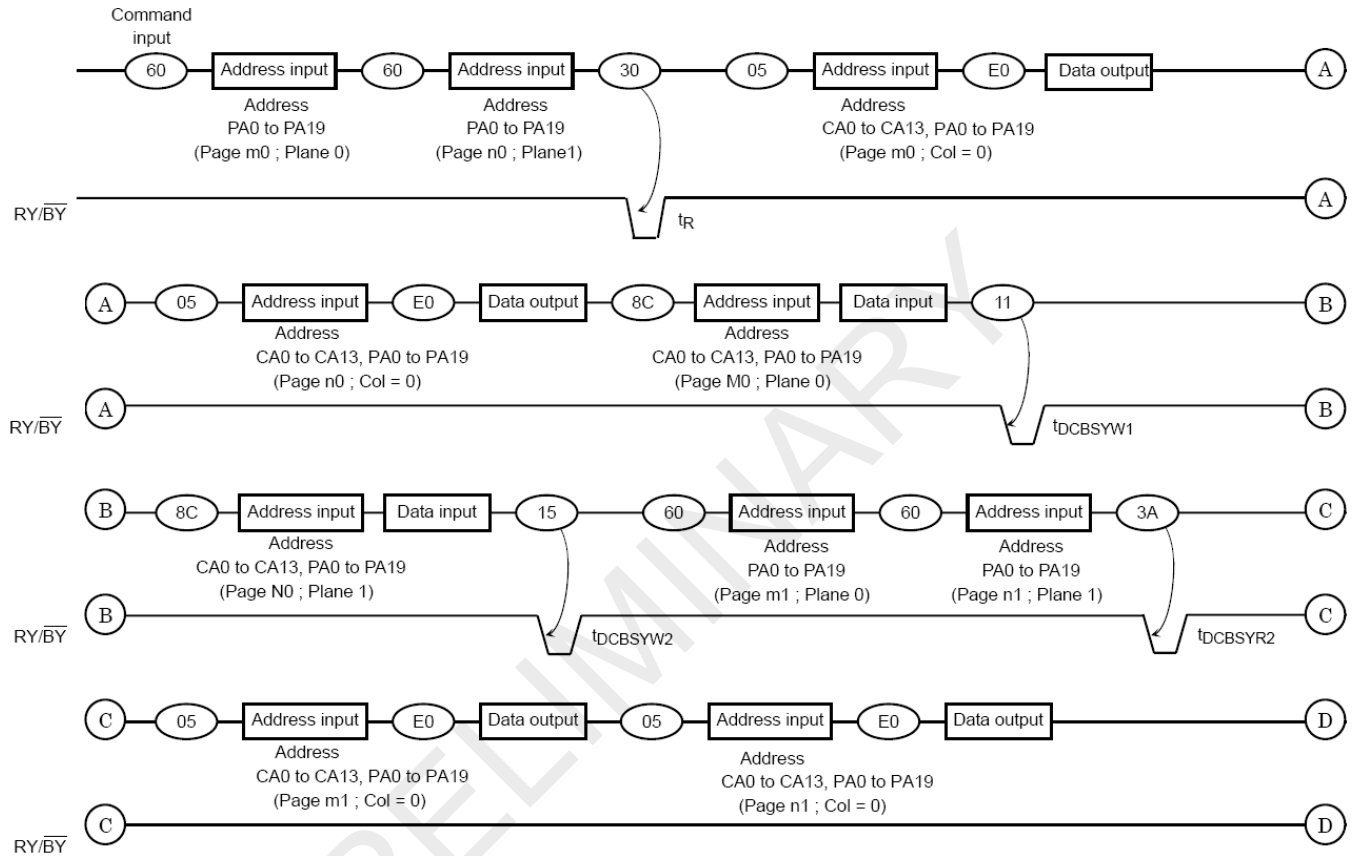 Command
input
60 Address input 60 Address input 30 05 Address input E0 Data output A
Address Address Address
PA0 to PA19 PA0 to PA19 CA0 to CA13, PA0 to PA19
(Page m0 ; Plane 0) (Page n0 ; Plane1) (Page m0 ; Col = 0)
RY/BY tR A
A 05 Address input E0 Data output 8C Address input Data input 11 B
Address Address
CA0 to CA13, PA0 to PA19 CA0 to CA13, PA0 to PA19
(Page n0 ; Col = 0) (Page M0 ; Plane 0)
RY/BY A tDCBSYW1 B
B 8C Address input Data input 15 60 Address input 60 Address input 3A C
Address Address Address
CA0 to CA13, PA0 to PA19 PA0 to PA19 PA0 to PA19
(Page N0 ; Plane 1) (Page m1 ; Plane 0) (Page n1 ; Plane 1)
RY/BY B tDCBSYW2 tDCBSYR2 C
C 05 Address input E0 Data output 05 Address input E0 Data output D
Address Address
CA0 to CA13, PA0 to PA19 CA0 to CA13, PA0 to PA19
(Page m1 ; Col = 0) (Page n1 ; Col = 0)
RY/BY C D
RELIMINARY